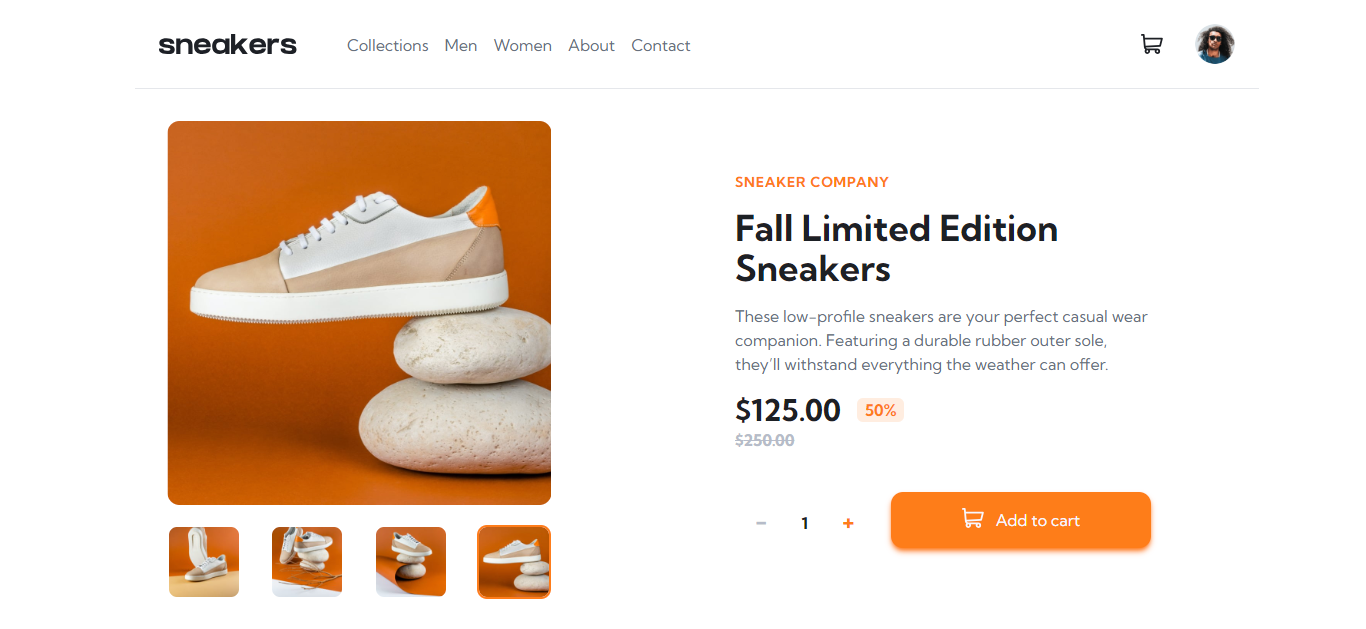 sneakers Collections Men Women About Contact
SNEAKER COMPANY
Fall Limited Edition
Sneakers
These low-profile sneakers are your perfect casual wear
companion. Featuring a durable rubber outer sole,
they’ll withstand everything the weather can offer.
$125.00 50%
$250.00
− 1 + Add to cart